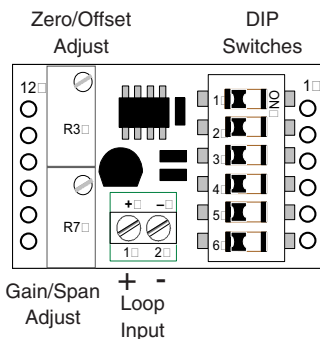 Zero/Offset
Adjust
DIP
Switches
12□
1□
R3□
R7□
1□
2□
3□
4□
5□
6□
ON□
+□ −□
1□ 2□
+ -
Gain/Span
Adjust
Loop
Input